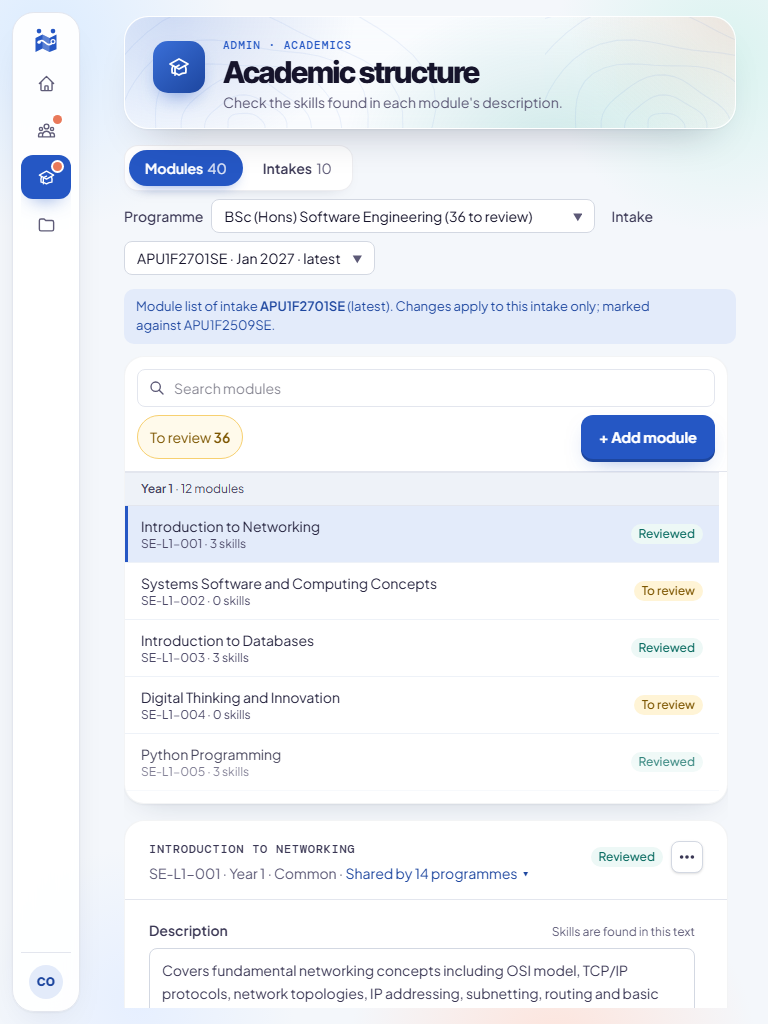 ADMIN · ACADEMICS
Academic structure
Check the skills found in each module's description.
Modules 40
Intakes 10
Programme
BSc (Hons) Software Engineering (36 to review)
Intake
APU1F2701SE · Jan 2027 · latest
Module list of intake APU1F2701SE (latest). Changes apply to this intake only; marked
against APU1F2509SE.
Search modules
To review 36
+ Add module
Year 1 · 12 modules
Introduction to Networking
SE-L1-001 · 3 skills
Reviewed
Systems Software and Computing Concepts
SE-L1-002 · 0 skills
To review
Introduction to Databases
SE-L1-003 · 3 skills
Reviewed
Digital Thinking and Innovation
SE-L1-004 · 0 skills
To review
Python Programming
SE-L1-005 · 3 skills
Reviewed
INTRODUCTION TO NETWORKING
SE-L1-001 · Year 1 · Common · Shared by 14 programmes
Reviewed
Description
Skills are found in this text
Covers fundamental networking concepts including OSI model, TCP/IP
protocols, network topologies, IP addressing, subnetting, routing and basic
CO